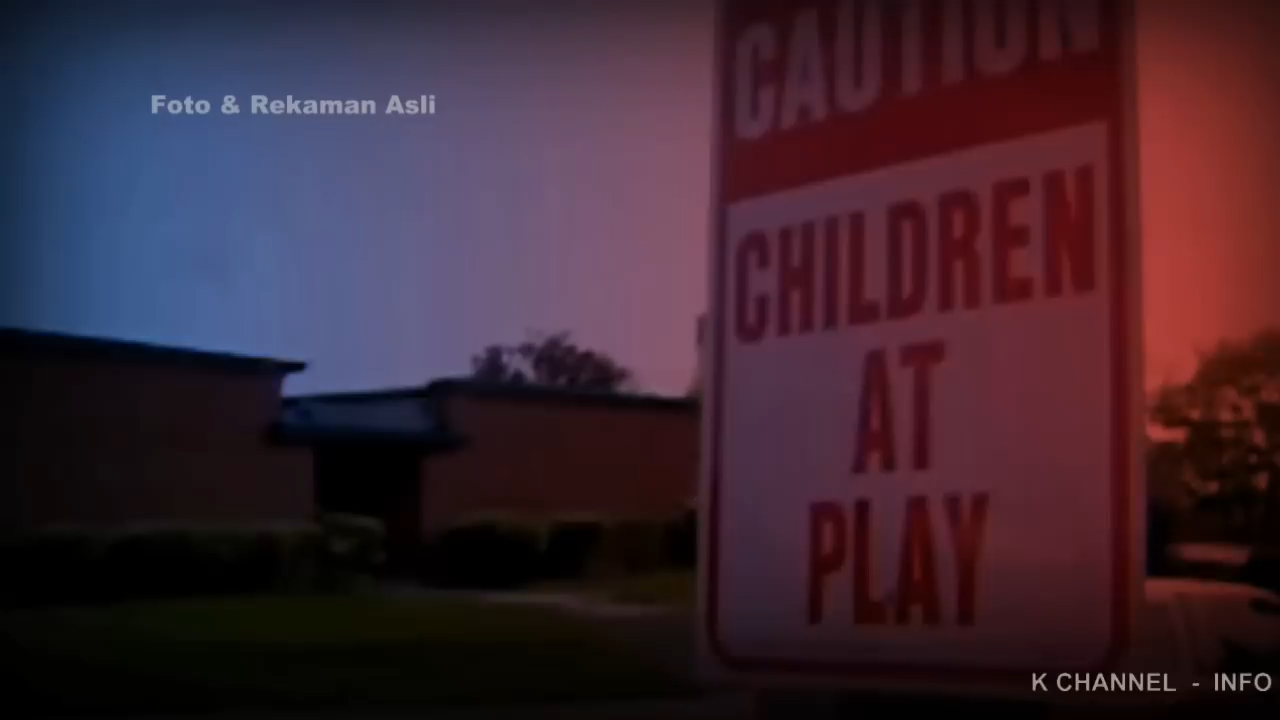 CAUTION
Foto & Rekaman Asli
CHILDREN
AT
PLAY
K CHANNEL - INFO